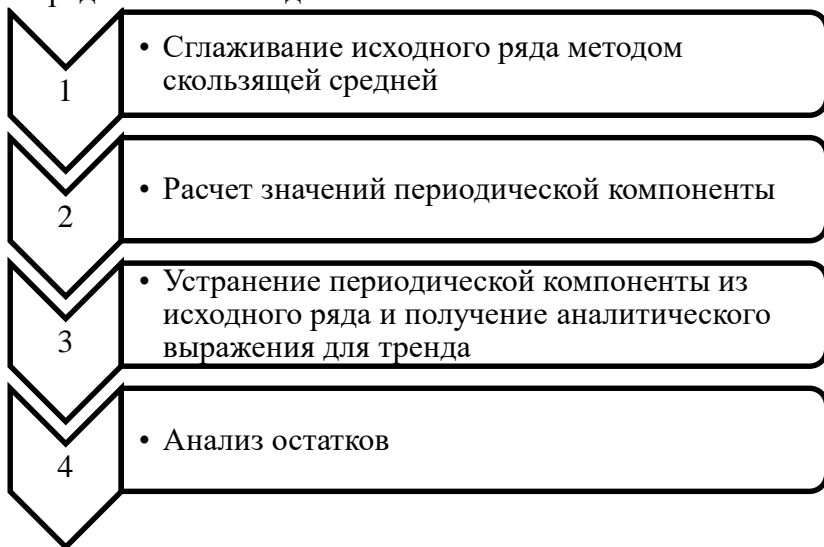 1
• Сглаживание исходного ряда методом
скользящей средней
2
• Расчет значений периодической компоненты
3
• Устранение периодической компоненты из
исходного ряда и получение аналитического
выражения для тренда
4
• Анализ остатков